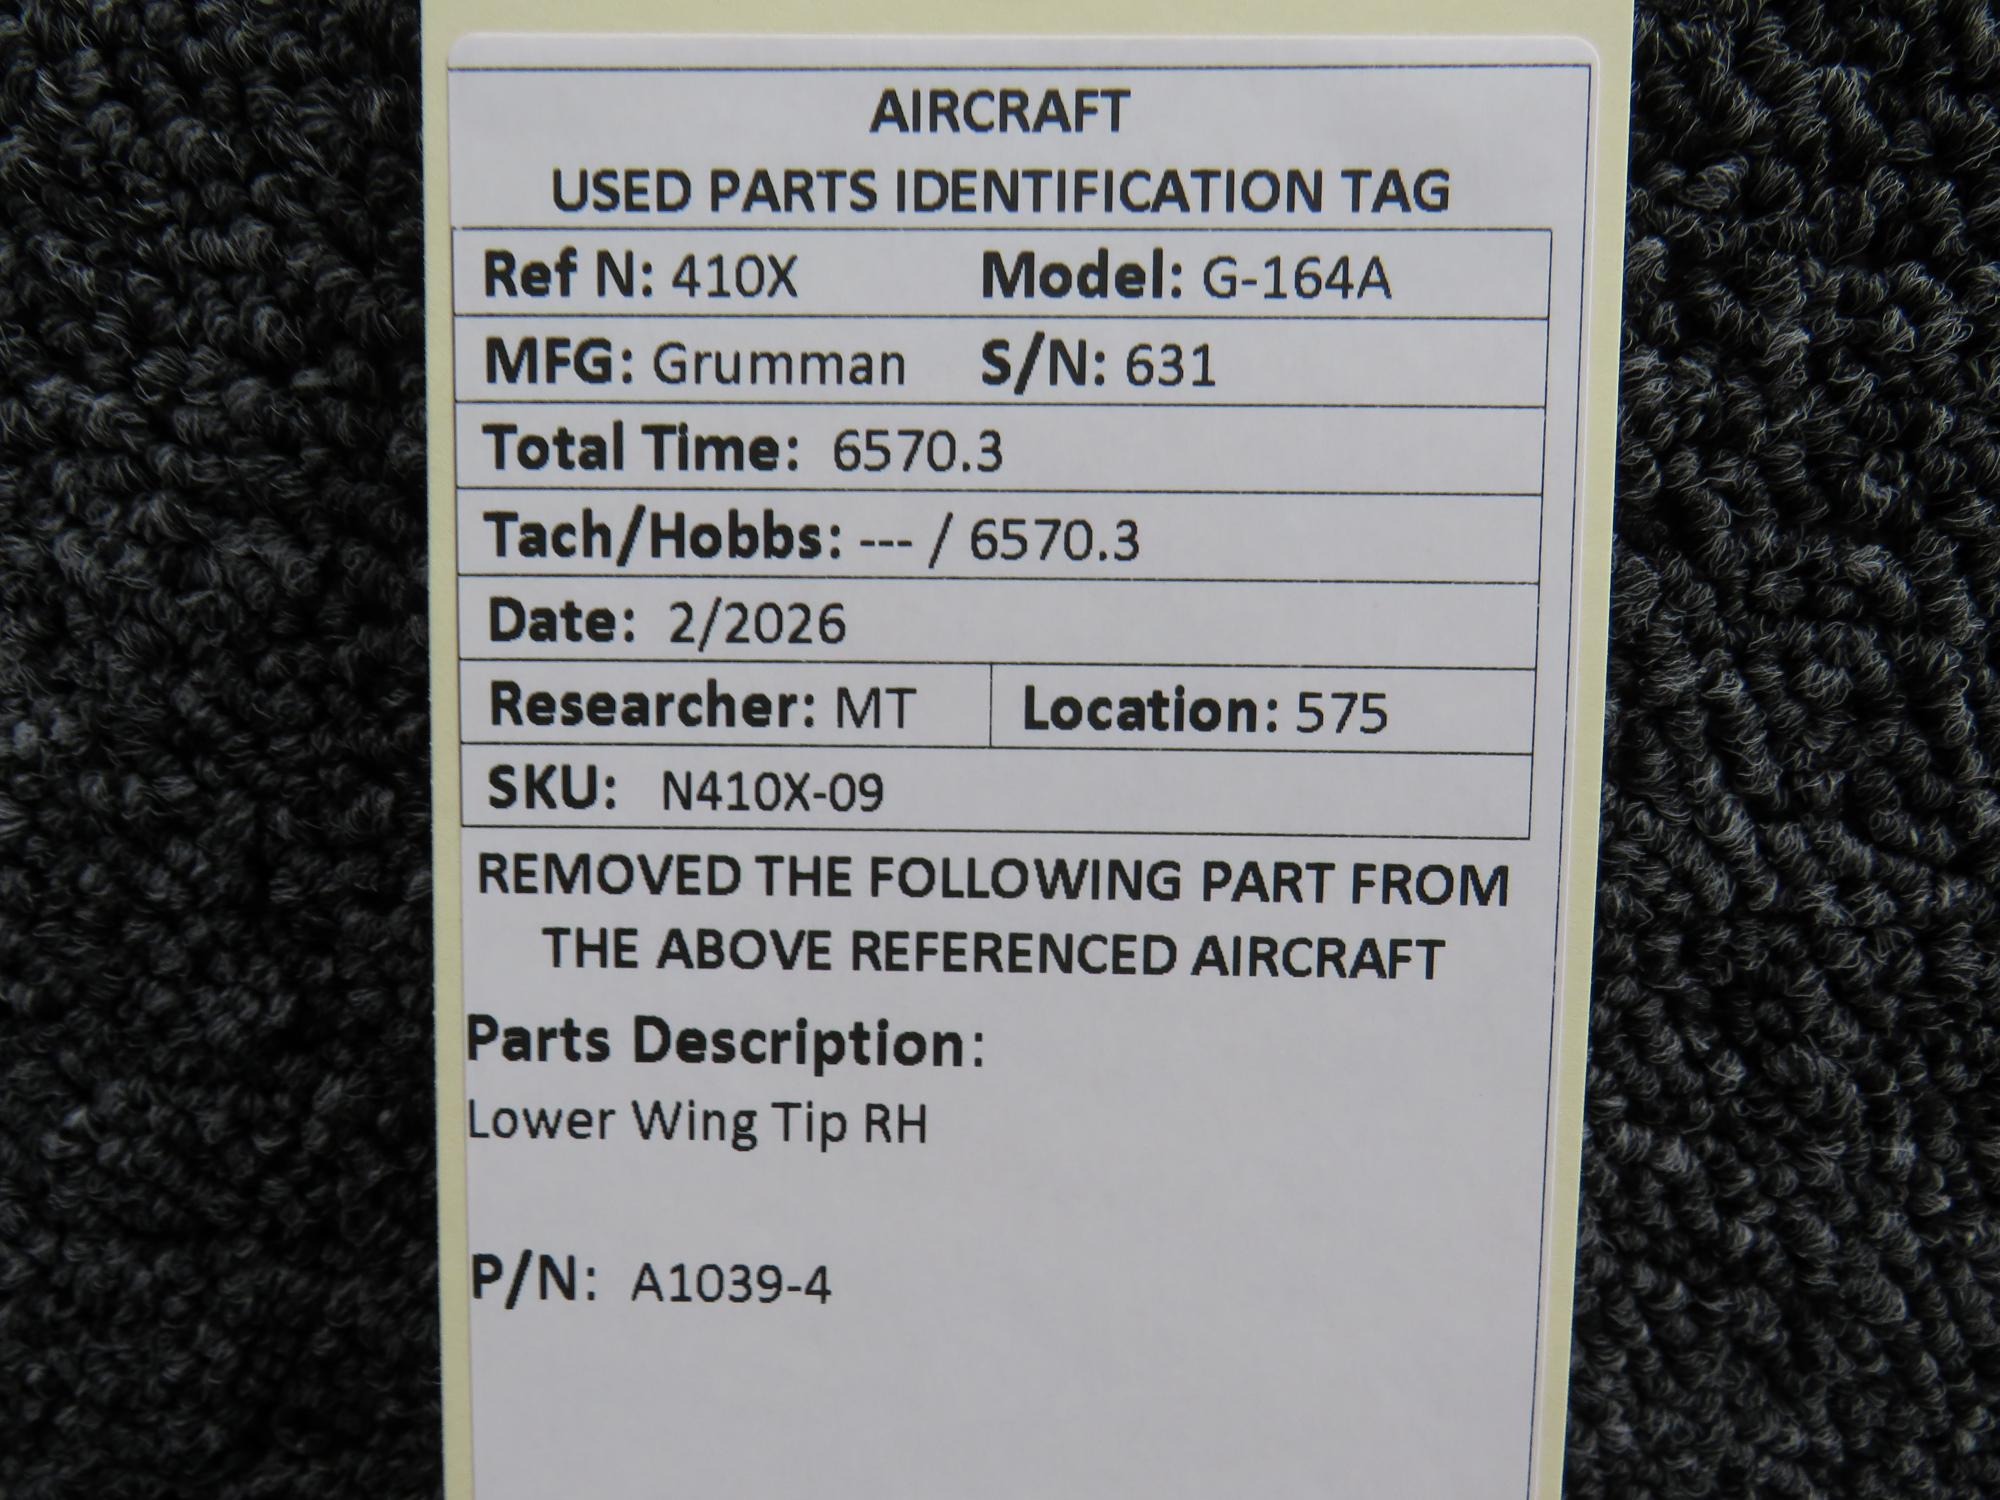 AIRCRAFT
USED PARTS IDENTIFICATION TAG
Ref N: 410X Model: G-164A
MFG: Grumman S/N: 631
Total Time: 6570.3
Tach/Hobbs: --- / 6570.3
Date: 2/2026
Researcher: MT Location: 575
SKU: N410X-09
REMOVED THE FOLLOWING PART FROM
THE ABOVE REFERENCED AIRCRAFT
Parts Description:
Lower Wing Tip RH
P/N: A1039-4